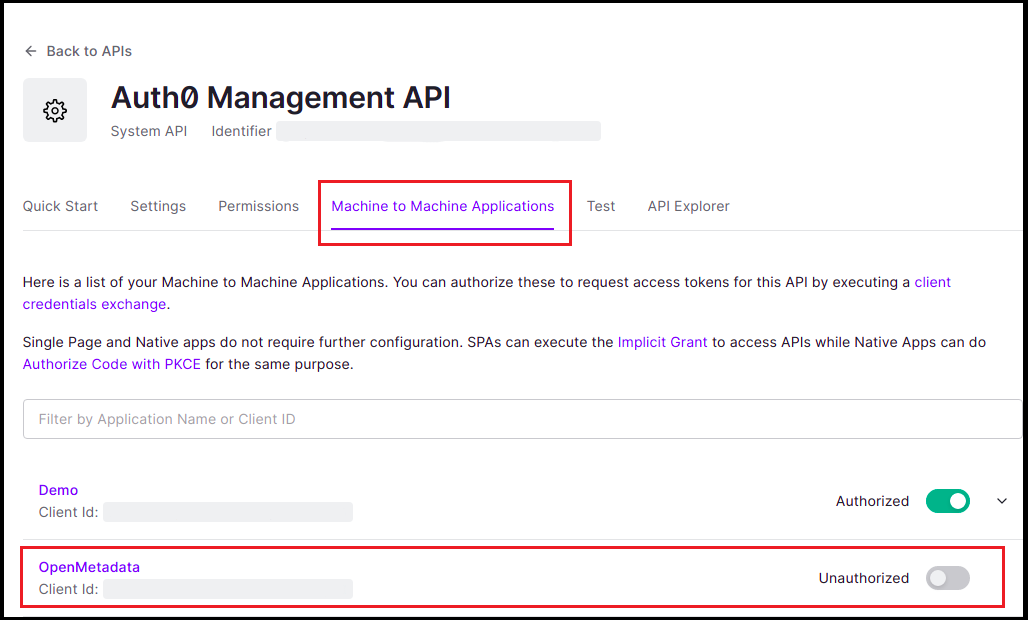 Back to APIs
Auth0 Management API
System API Identifier
Quick Start Settings Permissions Machine to Machine Applications Test API Explorer
Here is a list of your Machine to Machine Applications. You can authorize these to request access tokens for this API by executing a client
credentials exchange.
Single Page and Native apps do not require further configuration. SPAs can execute the Implicit Grant to access APIs while Native Apps can do
Authorize Code with PKCE for the same purpose.
Filter by Application Name or Client ID
Demo
Client Id:
Authorized
OpenMetadata
Client Id:
Unauthorized